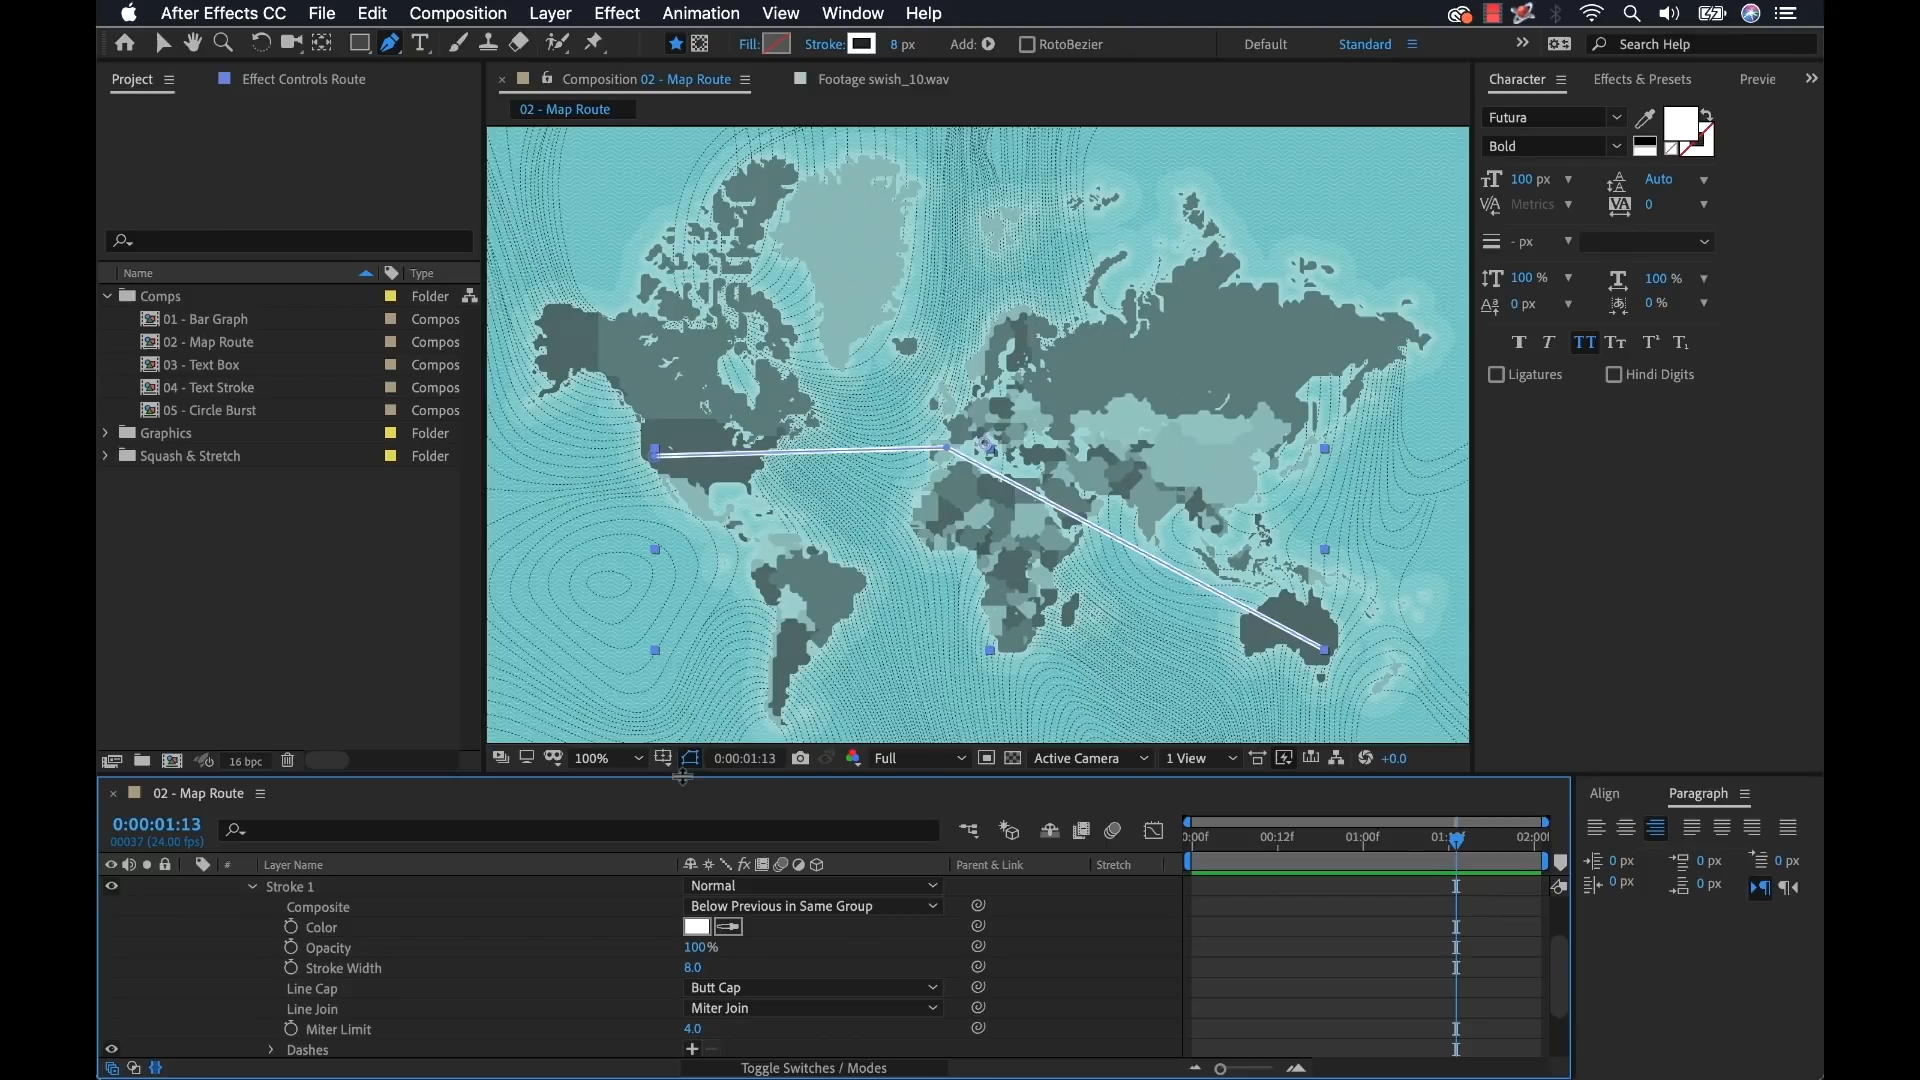 After Effects CC File Edit Composition Layer Effect Animation View Window Help
Fill: Stroke: 8 px Add: RotoBezier Default Standard Search Help
Project Effect Controls Route
Composition 02 - Map Route Footage swish_10.wav
Character Effects & Presets Previe
02 - Map Route
Futura
Bold
100 px Auto
Metrics 0
- px
100 % 100 %
0 px 0 %
TT Tt T¹ T₁
Ligatures Hindi Digits
Name Type
Comps Folder
01 - Bar Graph Compos
02 - Map Route Compos
03 - Text Box Compos
04 - Text Stroke Compos
05 - Circle Burst Compos
Graphics Folder
Squash & Stretch Folder
16 bpc
100% 0:00:01:13 Full Active Camera 1 View +0.0
02 - Map Route
Align Paragraph
0:00:01:13
00037 (24.00 fps)
0:00f 00:12f 01:00f 02:00f
# Layer Name Parent & Link Stretch
0 px 0 px 0 px
0 px 0 px
Stroke 1 Normal
Composite Below Previous in Same Group
Color
Opacity 100%
Stroke Width 8.0
Line Cap Butt Cap
Line Join Miter Join
Miter Limit 4.0
Dashes
Toggle Switches / Modes